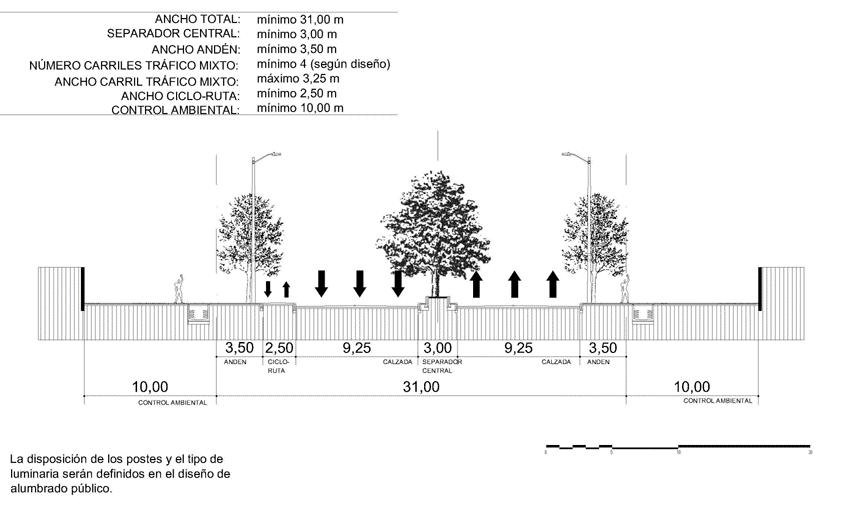 ANCHO TOTAL: mínimo 31,00 m
SEPARADOR CENTRAL: mínimo 3,00 m
ANCHO ANDÉN: mínimo 3,50 m
NÚMERO CARRILES TRÁFICO MIXTO: mínimo 4 (según diseño)
ANCHO CARRIL TRÁFICO MIXTO: máximo 3,25 m
ANCHO CICLO-RUTA: mínimo 2,50 m
CONTROL AMBIENTAL: mínimo 10,00 m
3,50 2,50 9,25 3,00 9,25 3,50
ANDEN CICLO- CALZADA SEPARADOR CALZADA ANDEN
RUTA CENTRAL
10,00 31,00 10,00
CONTROL AMBIENTAL CONTROL AMBIENTAL
0 5 10 20
La disposición de los postes y el tipo de
luminaria serán definidos en el diseño de
alumbrado público.